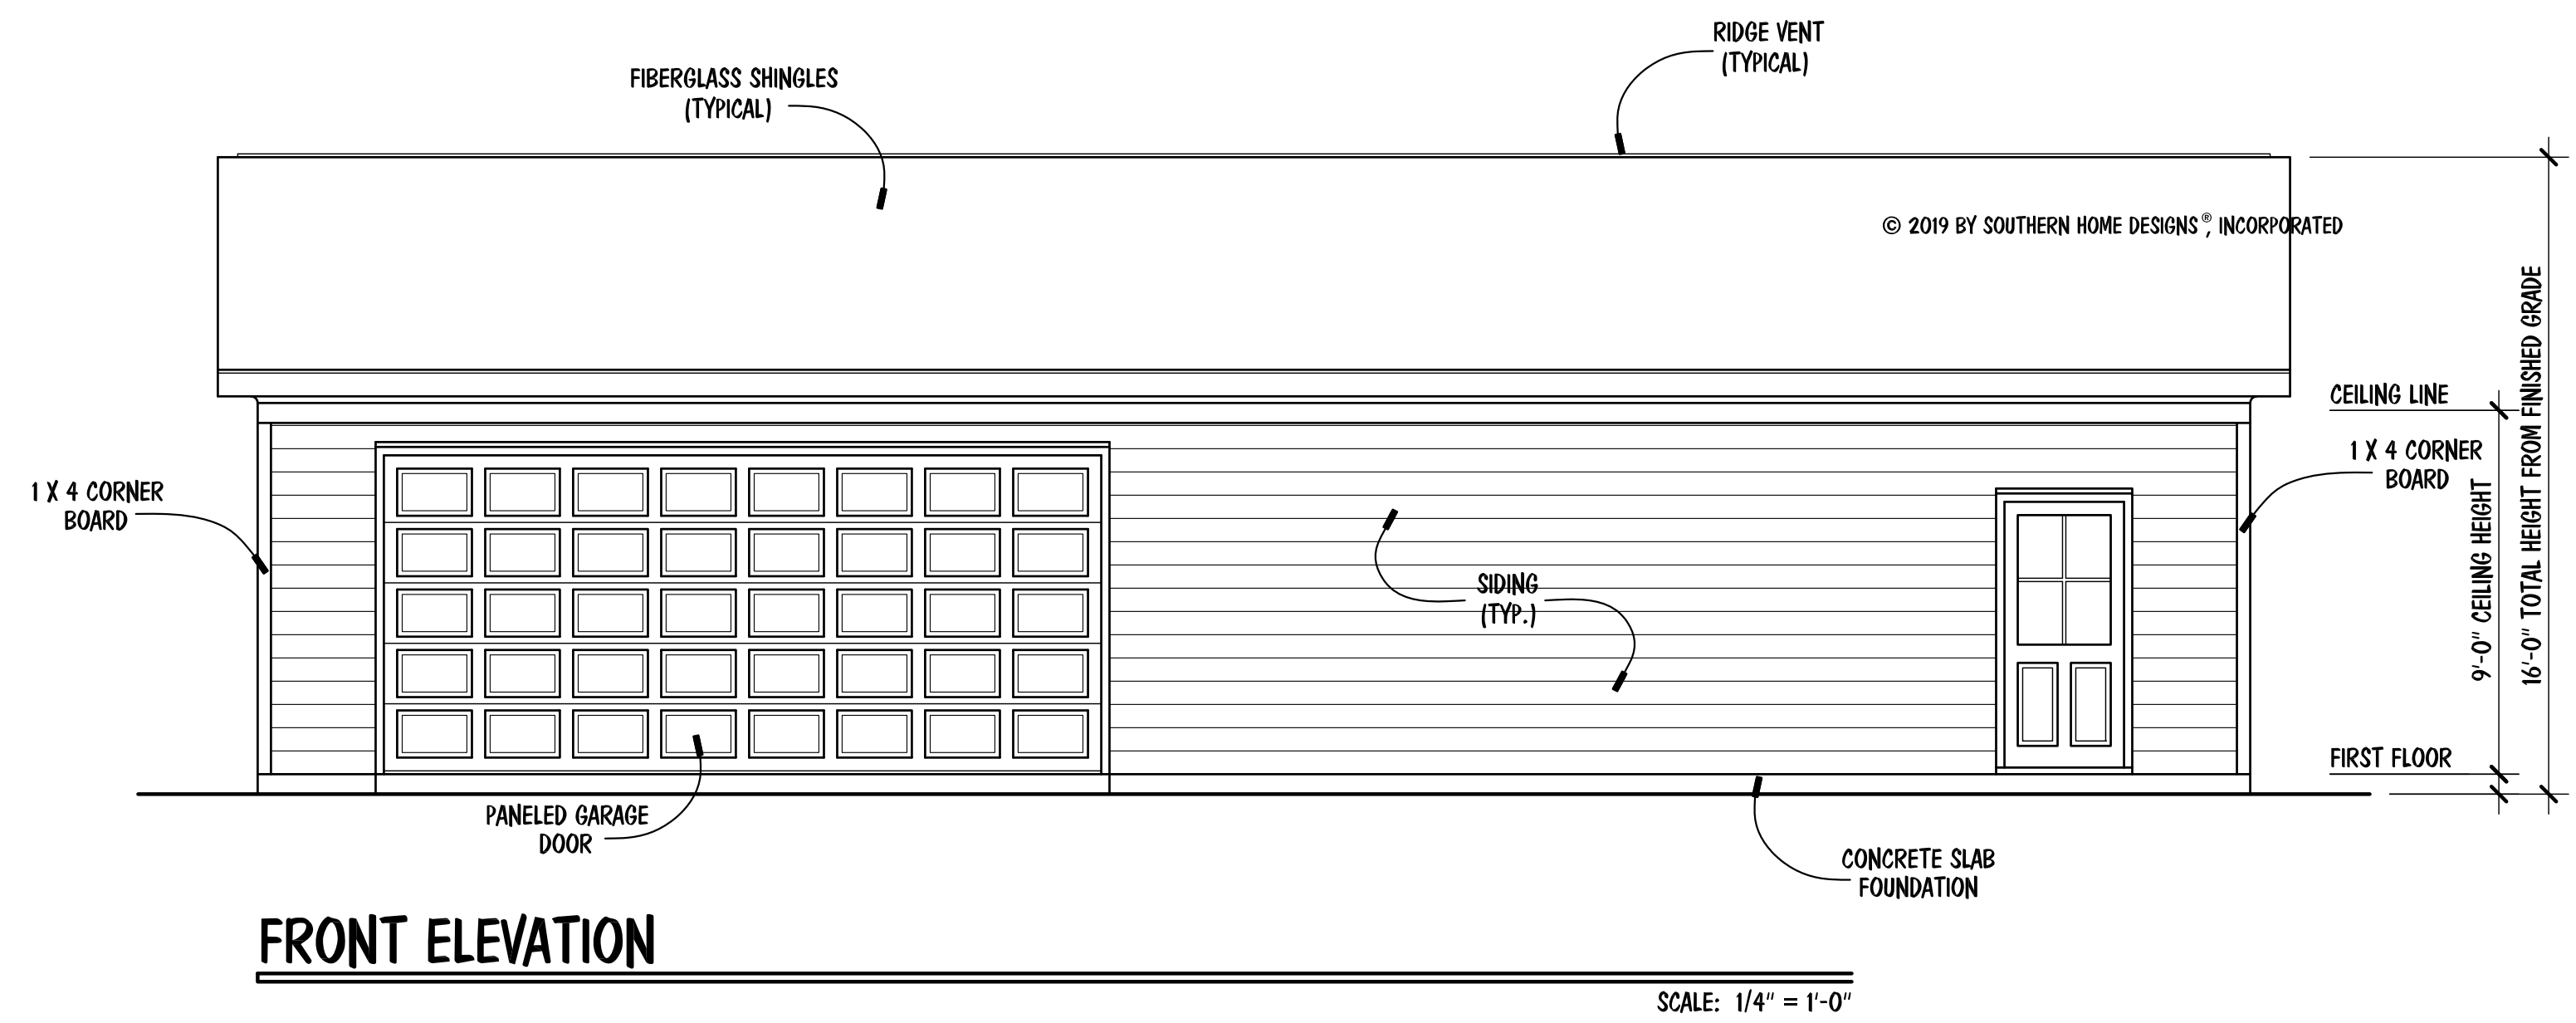 RIDGE VENT
(TYPICAL)
FIBERGLASS SHINGLES
(TYPICAL)
© 2019 BY SOUTHERN HOME DESIGNS®, INCORPORATED
CEILING LINE
1 X 4 CORNER
BOARD
1 X 4 CORNER
BOARD
9'-0" CEILING HEIGHT
16'-0" TOTAL HEIGHT FROM FINISHED GRADE
SIDING
(TYP.)
FIRST FLOOR
PANELED GARAGE
DOOR
CONCRETE SLAB
FOUNDATION
FRONT ELEVATION
SCALE: 1/4" = 1'-0"